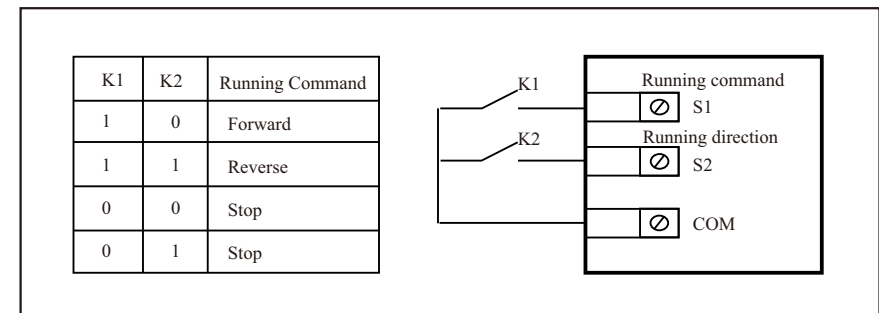 K1 K2 Running Command
1 0 Forward
1 1 Reverse
0 0 Stop
0 1 Stop
K1
K2
Running command
S1
Running direction
S2
COM